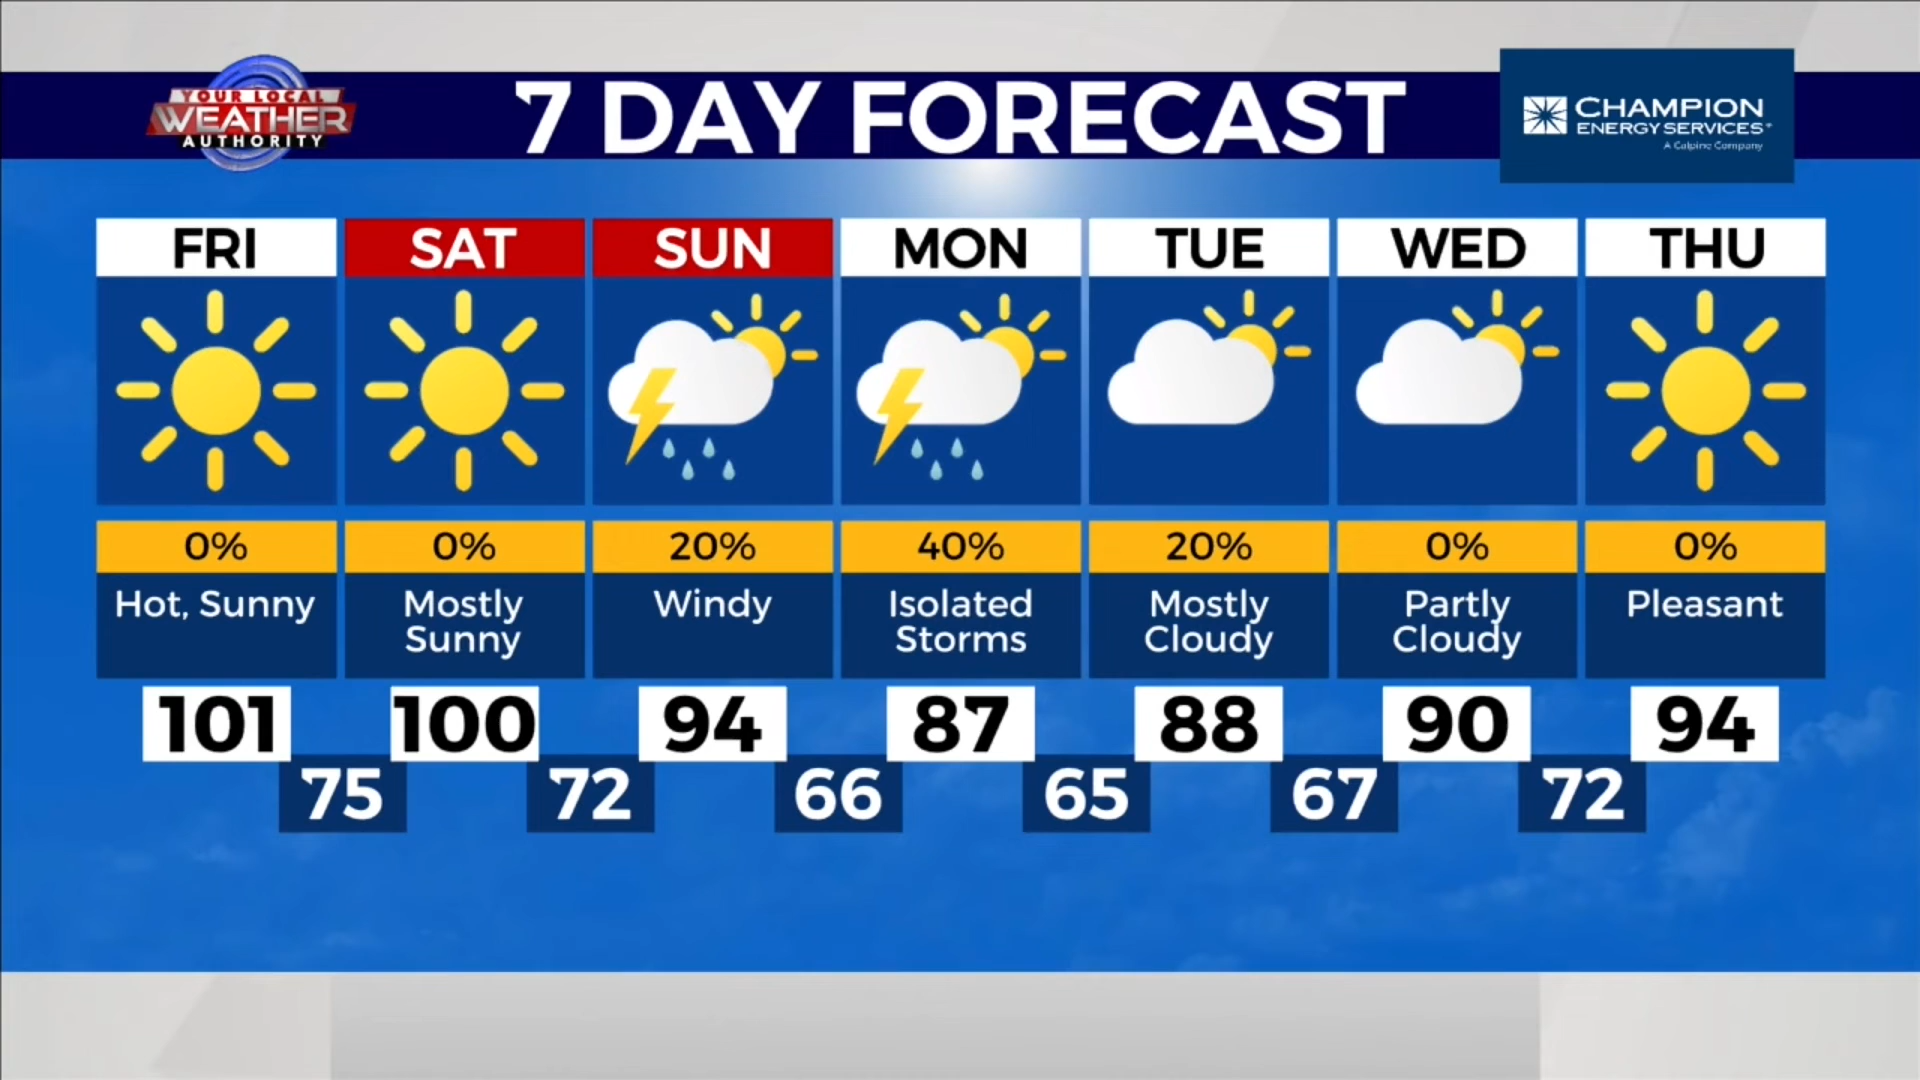 YOUR LOCAL
WEATHER
AUTHORITY
7 DAY FORECAST
CHAMPION
ENERGY SERVICES
A Calpine Company
FRI SAT SUN MON TUE WED THU
0% 0% 20% 40% 20% 0% 0%
Hot, Sunny
Mostly
Sunny
Windy
Isolated
Storms
Mostly
Cloudy
Partly
Cloudy
Pleasant
101 100 94 87 88 90 94
75 72 66 65 67 72